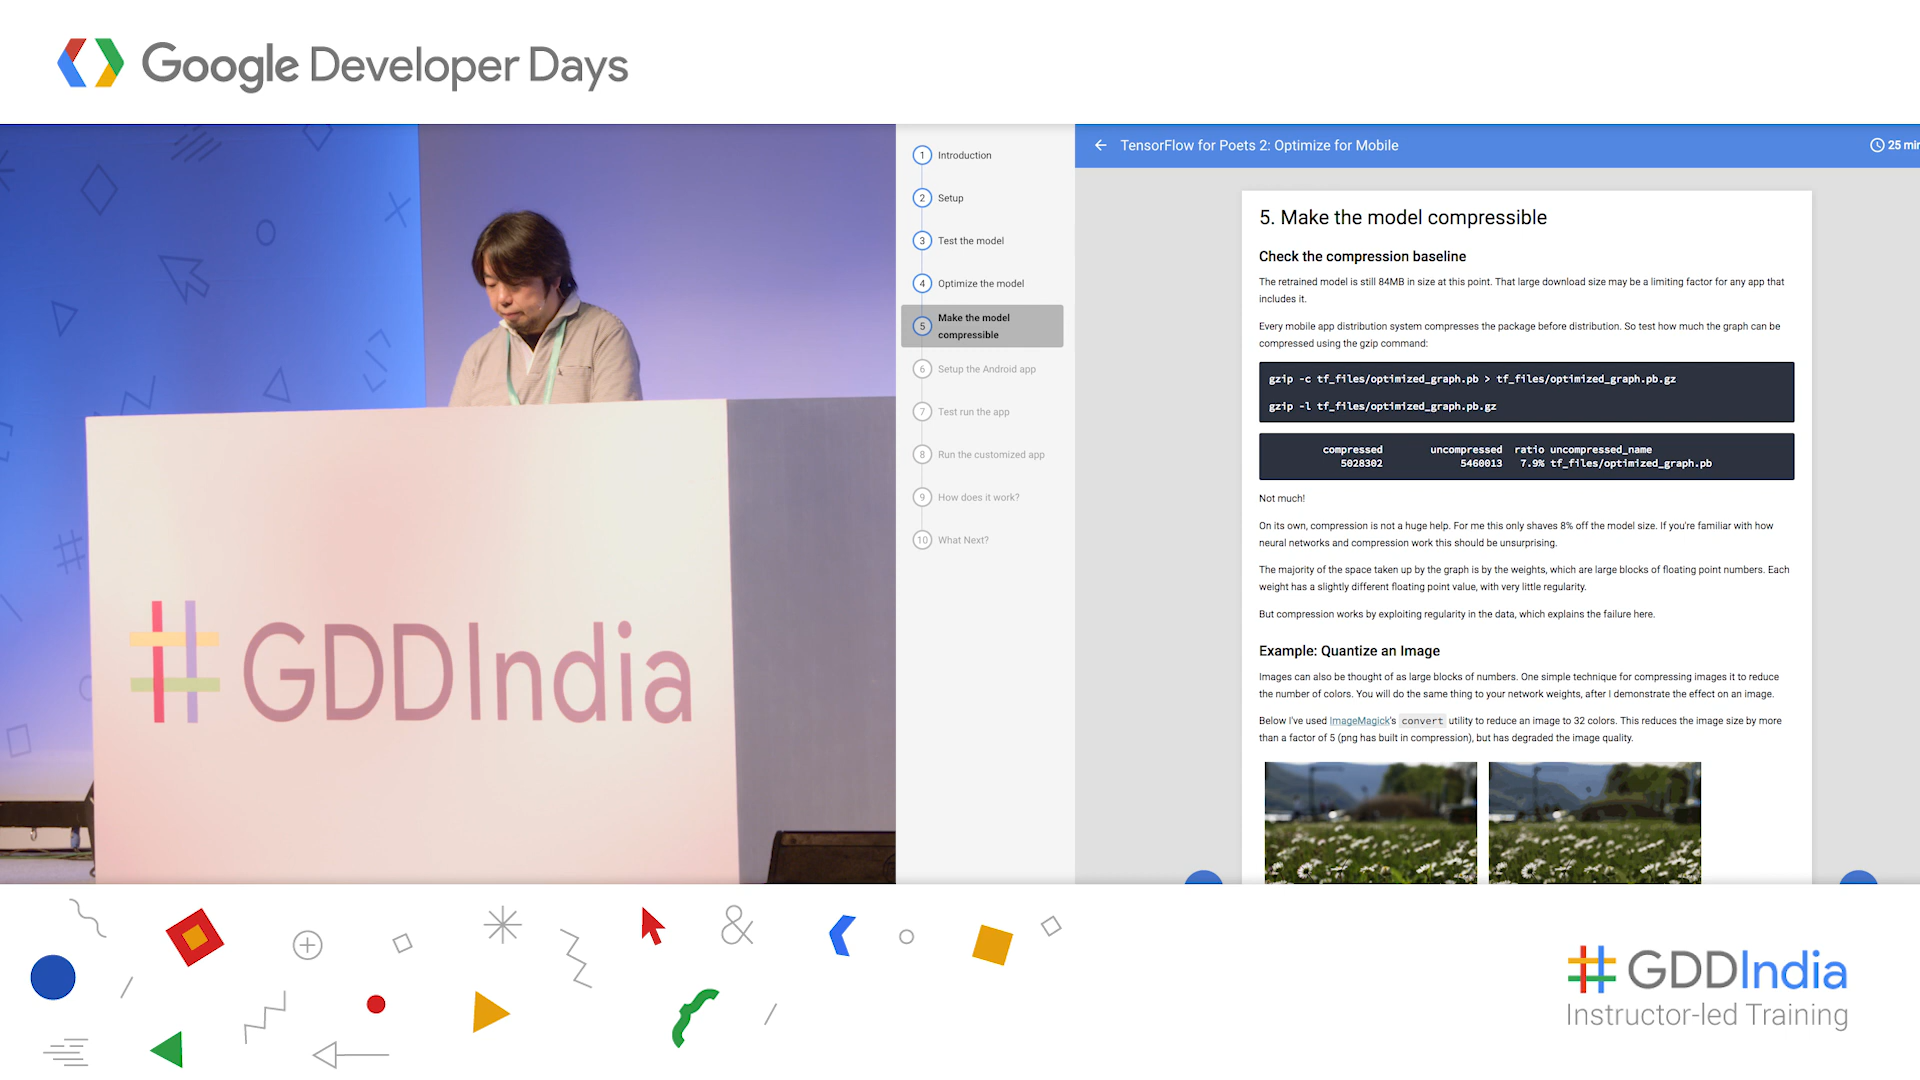 Google Developer Days
#GDDIndia
1 Introduction
2 Setup
3 Test the model
4 Optimize the model
5 Make the model
compressible
6 Setup the Android app
7 Test run the app
8 Run the customized app
9 How does it work?
10 What Next?
TensorFlow for Poets 2: Optimize for Mobile
25 min
5. Make the model compressible
Check the compression baseline
The retrained model is still 84MB in size at this point. That large download size may be a limiting factor for any app that
includes it.
Every mobile app distribution system compresses the package before distribution. So test how much the graph can be
compressed using the gzip command:
gzip -c tf_files/optimized_graph.pb > tf_files/optimized_graph.pb.gz
gzip -l tf_files/optimized_graph.pb.gz
compressed uncompressed ratio uncompressed_name
5028302 5460013 7.9% tf_files/optimized_graph.pb
Not much!
On its own, compression is not a huge help. For me this only shaves 8% off the model size. If you're familiar with how
neural networks and compression work this should be unsurprising.
The majority of the space taken up by the graph is by the weights, which are large blocks of floating point numbers. Each
weight has a slightly different floating point value, with very little regularity.
But compression works by exploiting regularity in the data, which explains the failure here.
Example: Quantize an Image
Images can also be thought of as large blocks of numbers. One simple technique for compressing images it to reduce
the number of colors. You will do the same thing to your network weights, after I demonstrate the effect on an image.
Below I've used ImageMagick's convert utility to reduce an image to 32 colors. This reduces the image size by more
than a factor of 5 (png has built in compression), but has degraded the image quality.
&
#GDDIndia
Instructor-led Training